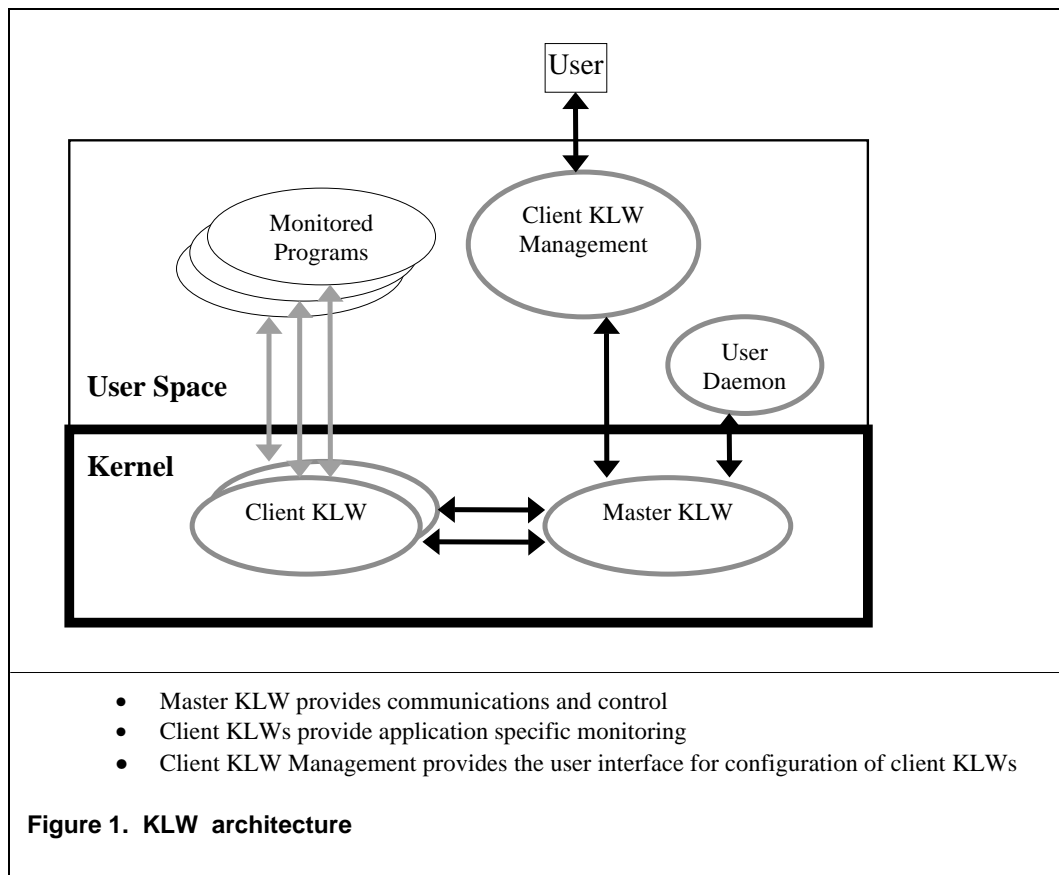 User
Monitored
Programs
Client KLW
Management
User
Daemon
User Space
Kernel
Client KLW
Master KLW
• Master KLW provides communications and control
• Client KLWs provide application specific monitoring
• Client KLW Management provides the user interface for configuration of client KLWs
Figure 1. KLW architecture